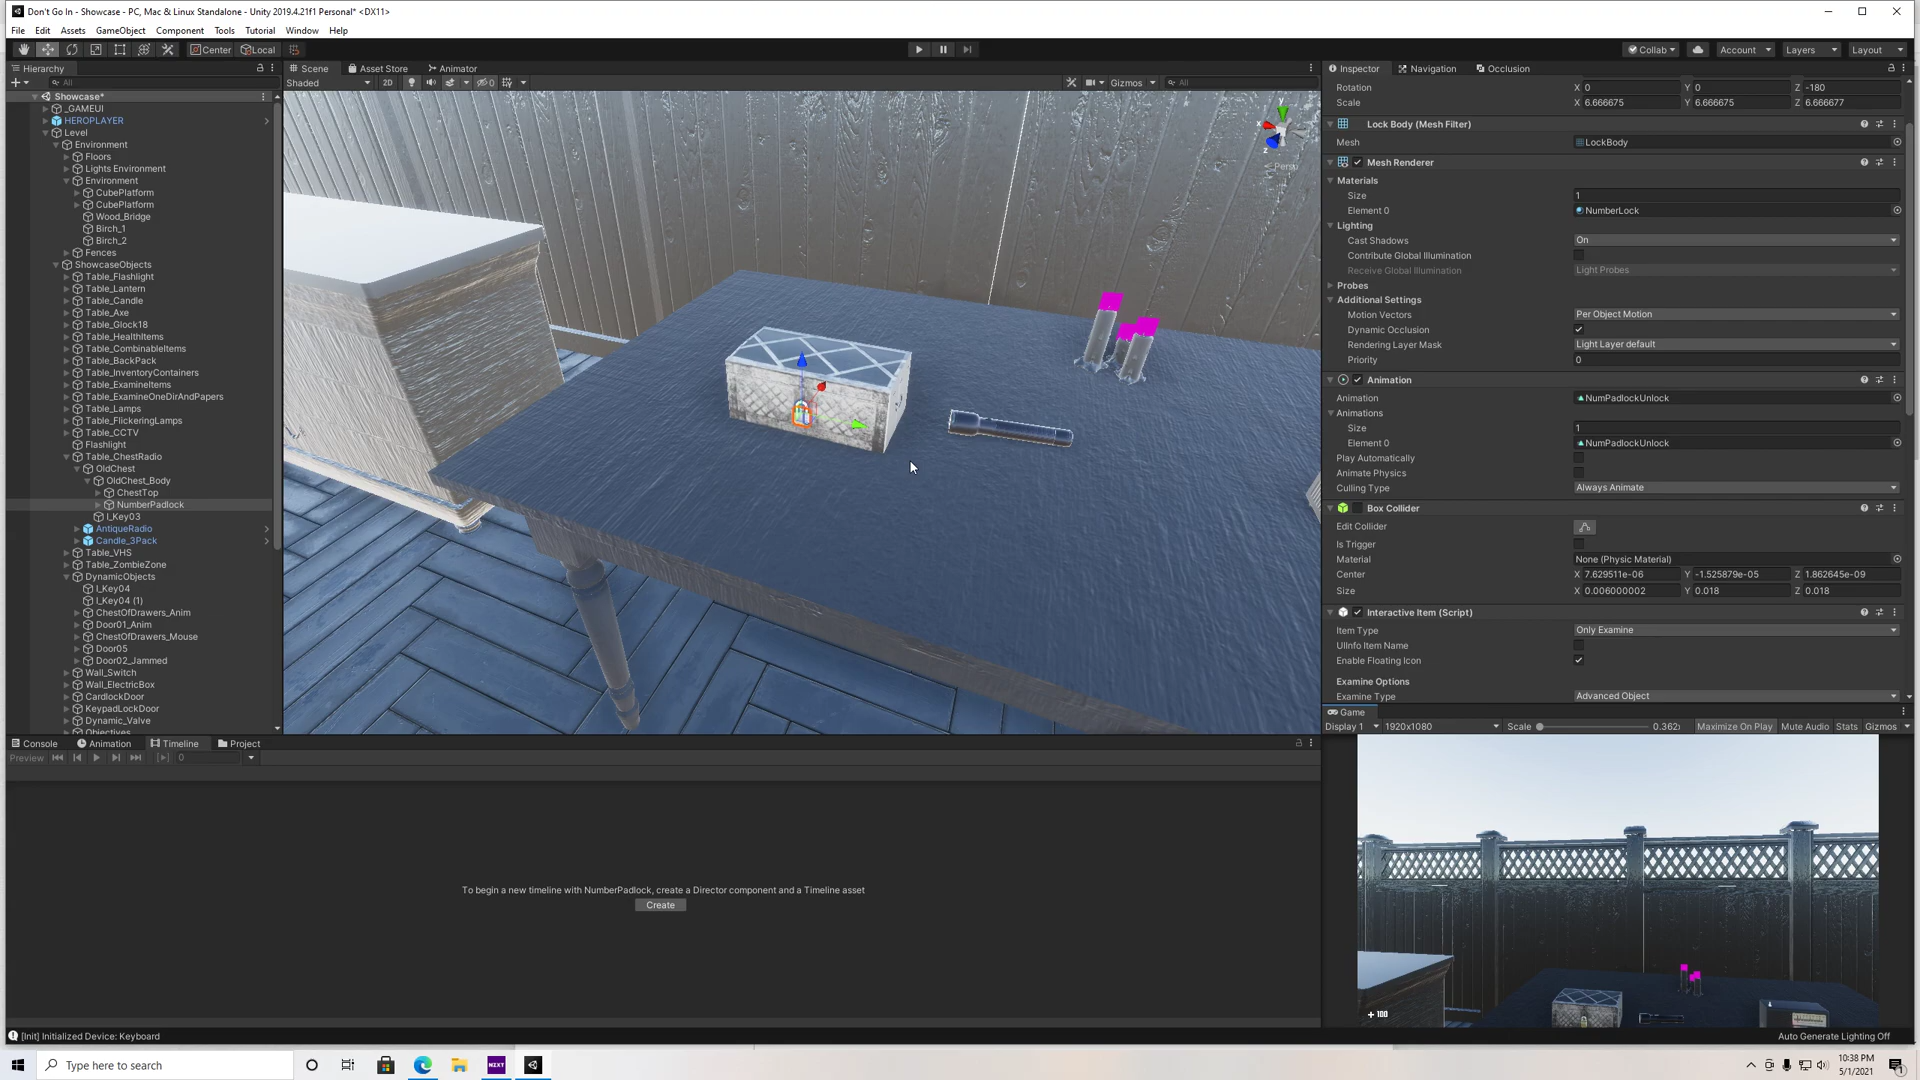 Don't Go In - Showcase - PC, Mac & Linux Standalone - Unity 2019.4.21f1 Personal* <DX11>
File Edit Assets GameObject Component Tools Tutorial Window Help
Center Local Collab Account Layers Layout
Hierarchy
All
Showcase*
_GAMEUI
HEROPLAYER
Level
Environment
Floors
Lights Environment
Environment
CubePlatform
CubePlatform
Wood_Bridge
Birch_1
Birch_2
Fences
ShowcaseObjects
Table_Flashlight
Table_Lantern
Table_Candle
Table_Axe
Table_Glock18
Table_HealthItems
Table_CombinableItems
Table_BackPack
Table_InventoryContainers
Table_ExamineItems
Table_ExamineOneDirAndPapers
Table_Lamps
Table_FlickeringLamps
Table_CCTV
Flashlight
Table_ChestRadio
OldChest
OldChest_Body
ChestTop
NumberPadlock
I_Key03
AntiqueRadio
Candle_3Pack
Table_VHS
Table_ZombieZone
DynamicObjects
I_Key04
I_Key04 (1)
ChestOfDrawers_Anim
Door01_Anim
ChestOfDrawers_Mouse
Door05
Door02_Jammed
Wall_Switch
Wall_ElectricBox
CardlockDoor
KeypadLockDoor
Dynamic_Valve
Objectives
Scene Asset Store Animator
Shaded 2D 0 Gizmos All
y
x
z
Persp
Inspector Navigation Occlusion
Rotation X 0 Y 0 Z -180
Scale X 6.666675 Y 6.666675 Z 6.666677
Lock Body (Mesh Filter)
Mesh LockBody
Mesh Renderer
Materials
Size 1
Element 0 NumberLock
Lighting
Cast Shadows On
Contribute Global Illumination
Receive Global Illumination Light Probes
Probes
Additional Settings
Motion Vectors Per Object Motion
Dynamic Occlusion
Rendering Layer Mask Light Layer default
Priority 0
Animation
Animation NumPadlockUnlock
Animations
Size 1
Element 0 NumPadlockUnlock
Play Automatically
Animate Physics
Culling Type Always Animate
Box Collider
Edit Collider
Is Trigger
Material None (Physic Material)
Center X 7.629511e-06 Y -1.525879e-05 Z 1.862645e-09
Size X 0.006000002 Y 0.018 Z 0.018
Interactive Item (Script)
Item Type Only Examine
UIInfo Item Name
Enable Floating Icon
Examine Options
Examine Type Advanced Object
Game
Display 1 1920x1080 Scale 0.362x Maximize On Play Mute Audio Stats Gizmos
+ 100
Console Animation Timeline Project
Preview 0
To begin a new timeline with NumberPadlock, create a Director component and a Timeline asset
Create
[Init] Initialized Device: Keyboard
Auto Generate Lighting Off
Type here to search
NZXT
10:38 PM
5/1/2021
1